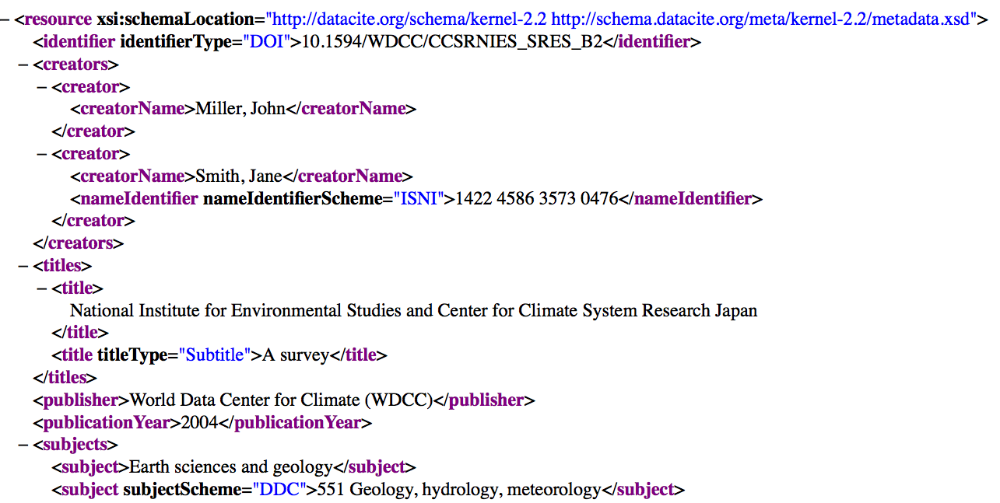 – <resource xsi:schemaLocation="http://datacite.org/schema/kernel-2.2 http://schema.datacite.org/meta/kernel-2.2/metadata.xsd">
<identifier identifierType="DOI">10.1594/WDCC/CCSRNIES_SRES_B2</identifier>
– <creators>
– <creator>
<creatorName>Miller, John</creatorName>
</creator>
– <creator>
<creatorName>Smith, Jane</creatorName>
<nameIdentifier nameIdentifierScheme="ISNI">1422 4586 3573 0476</nameIdentifier>
</creator>
</creators>
– <titles>
– <title>
National Institute for Environmental Studies and Center for Climate System Research Japan
</title>
<title titleType="Subtitle">A survey</title>
</titles>
<publisher>World Data Center for Climate (WDCC)</publisher>
<publicationYear>2004</publicationYear>
– <subjects>
<subject>Earth sciences and geology</subject>
<subject subjectScheme="DDC">551 Geology, hydrology, meteorology</subject>